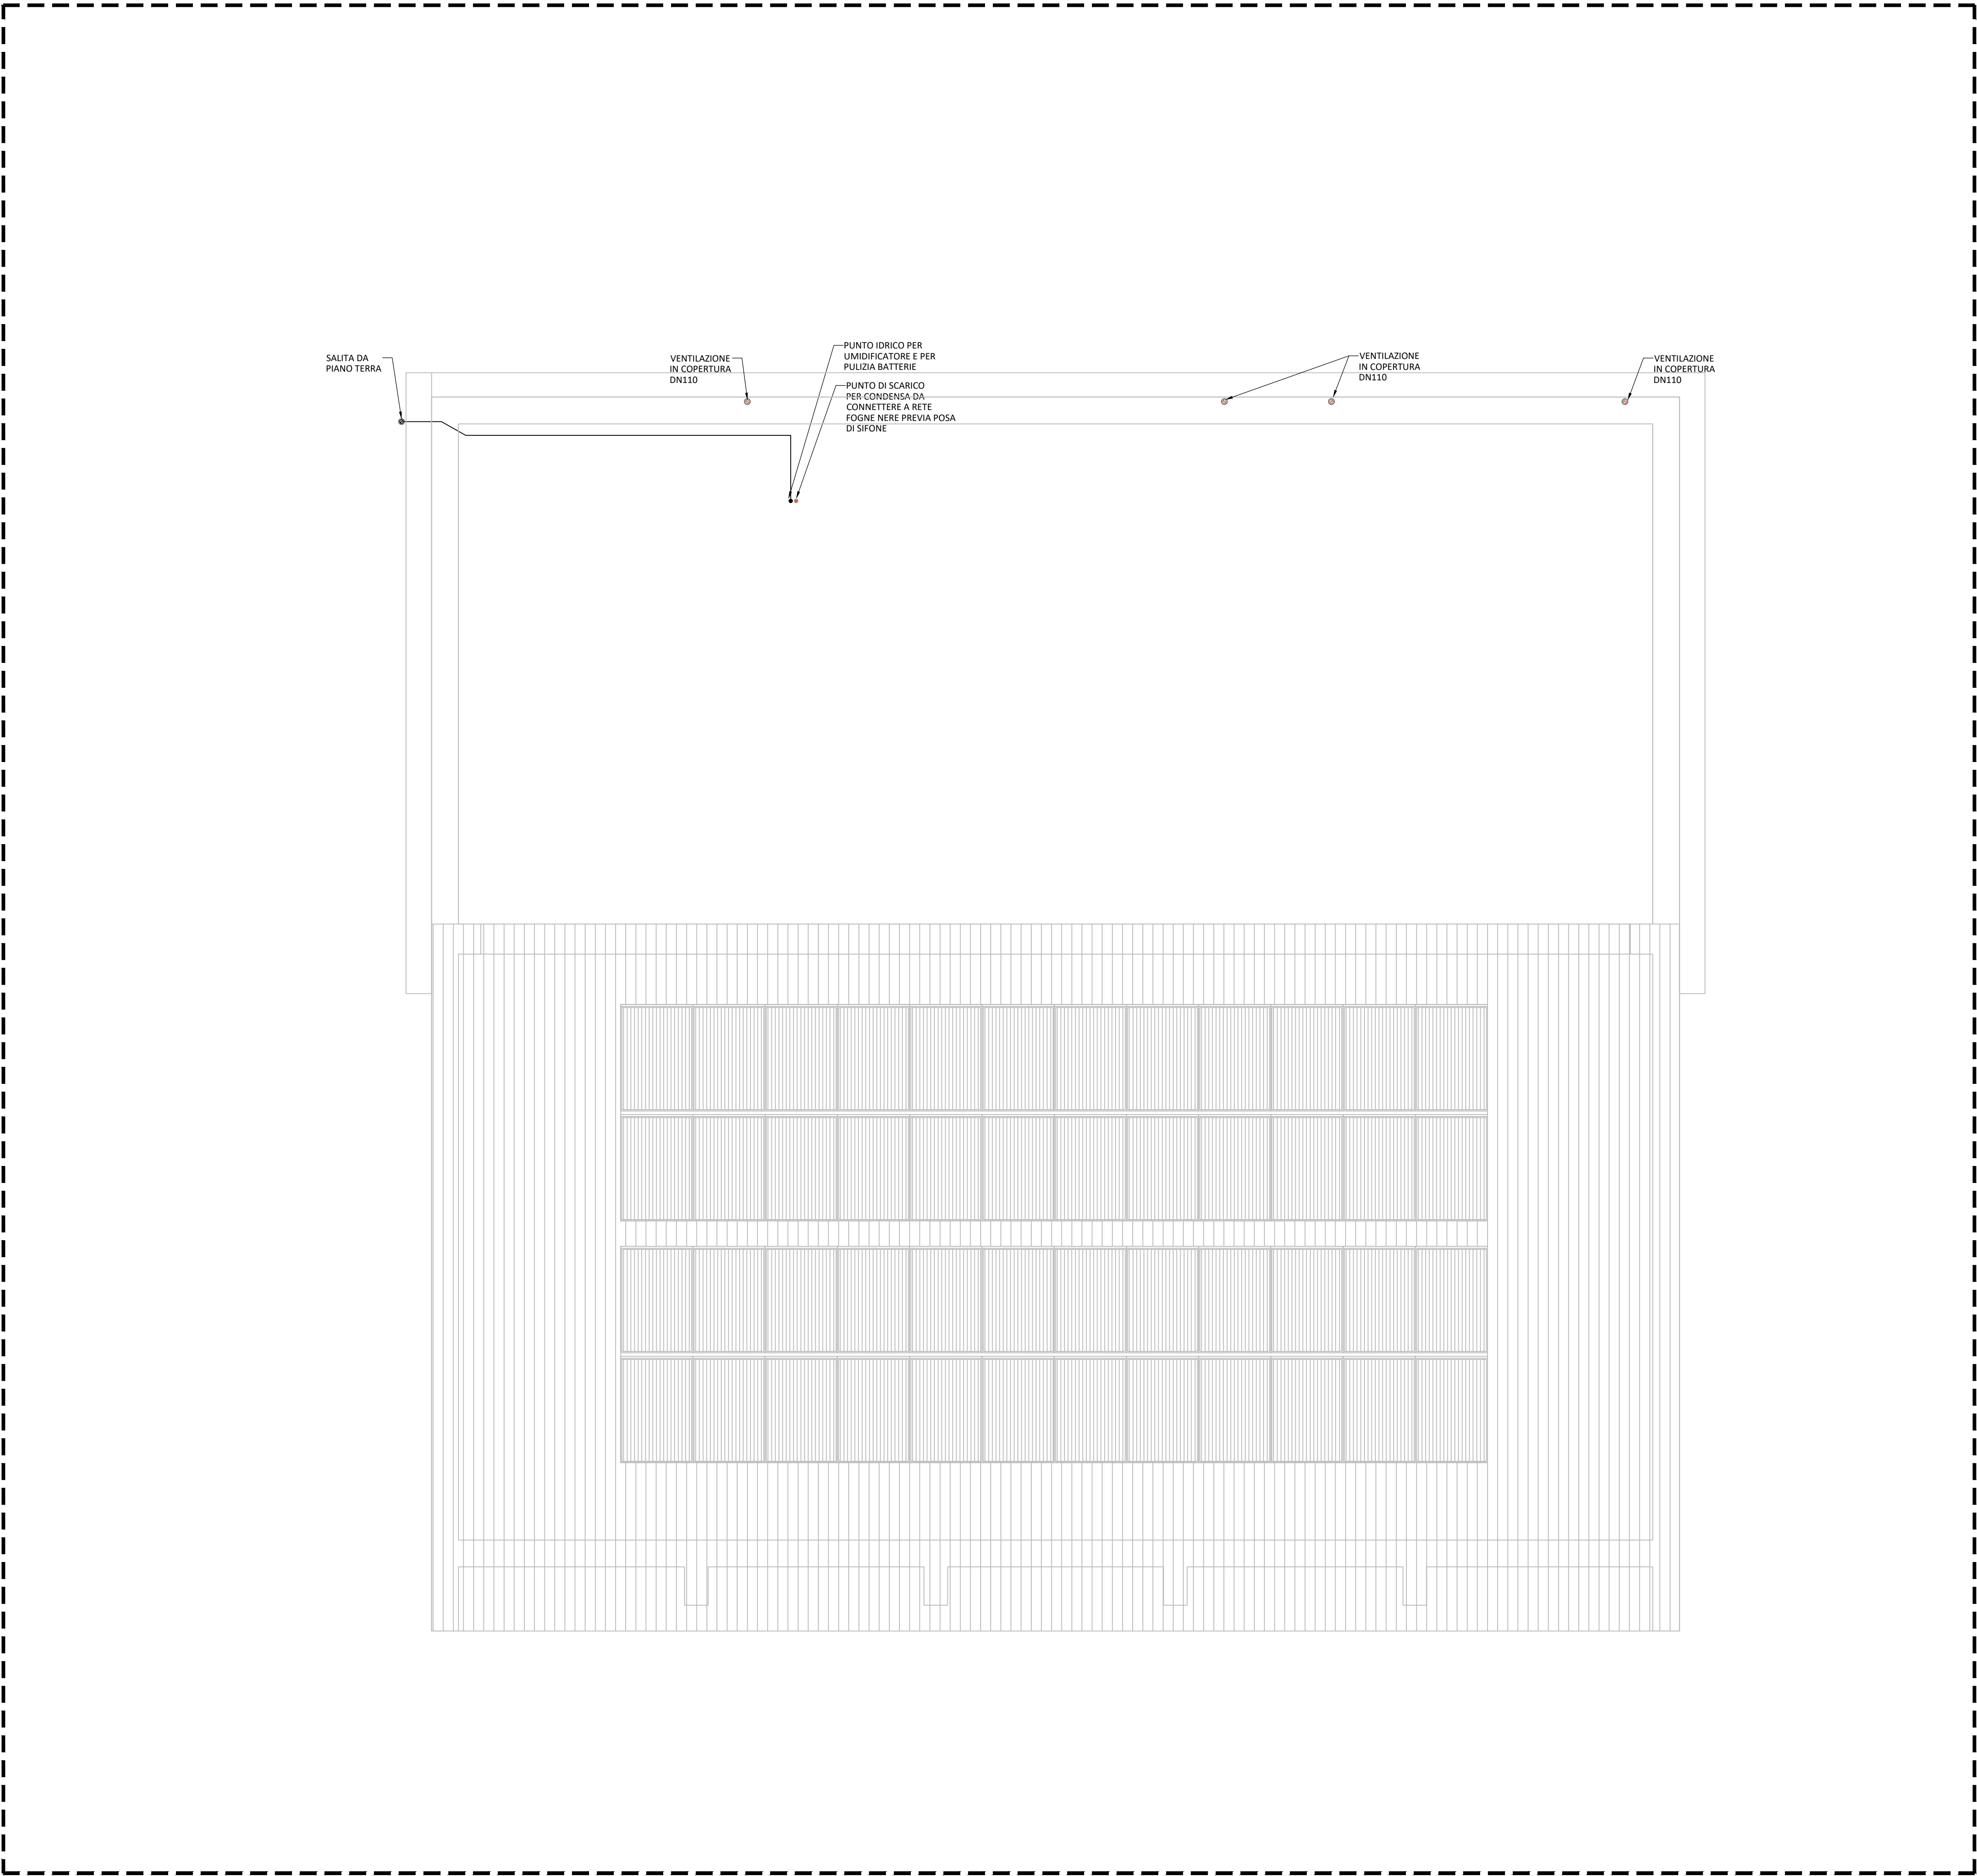 SALITA DA
PIANO TERRA
VENTILAZIONE
IN COPERTURA
DN110
PUNTO IDRICO PER
UMIDIFICATORE E PER
PULIZIA BATTERIE
PUNTO DI SCARICO
PER CONDENSA DA
CONNETTERE A RETE
FOGNE NERE PREVIA POSA
DI SIFONE
VENTILAZIONE
IN COPERTURA
DN110
VENTILAZIONE
IN COPERTURA
DN110